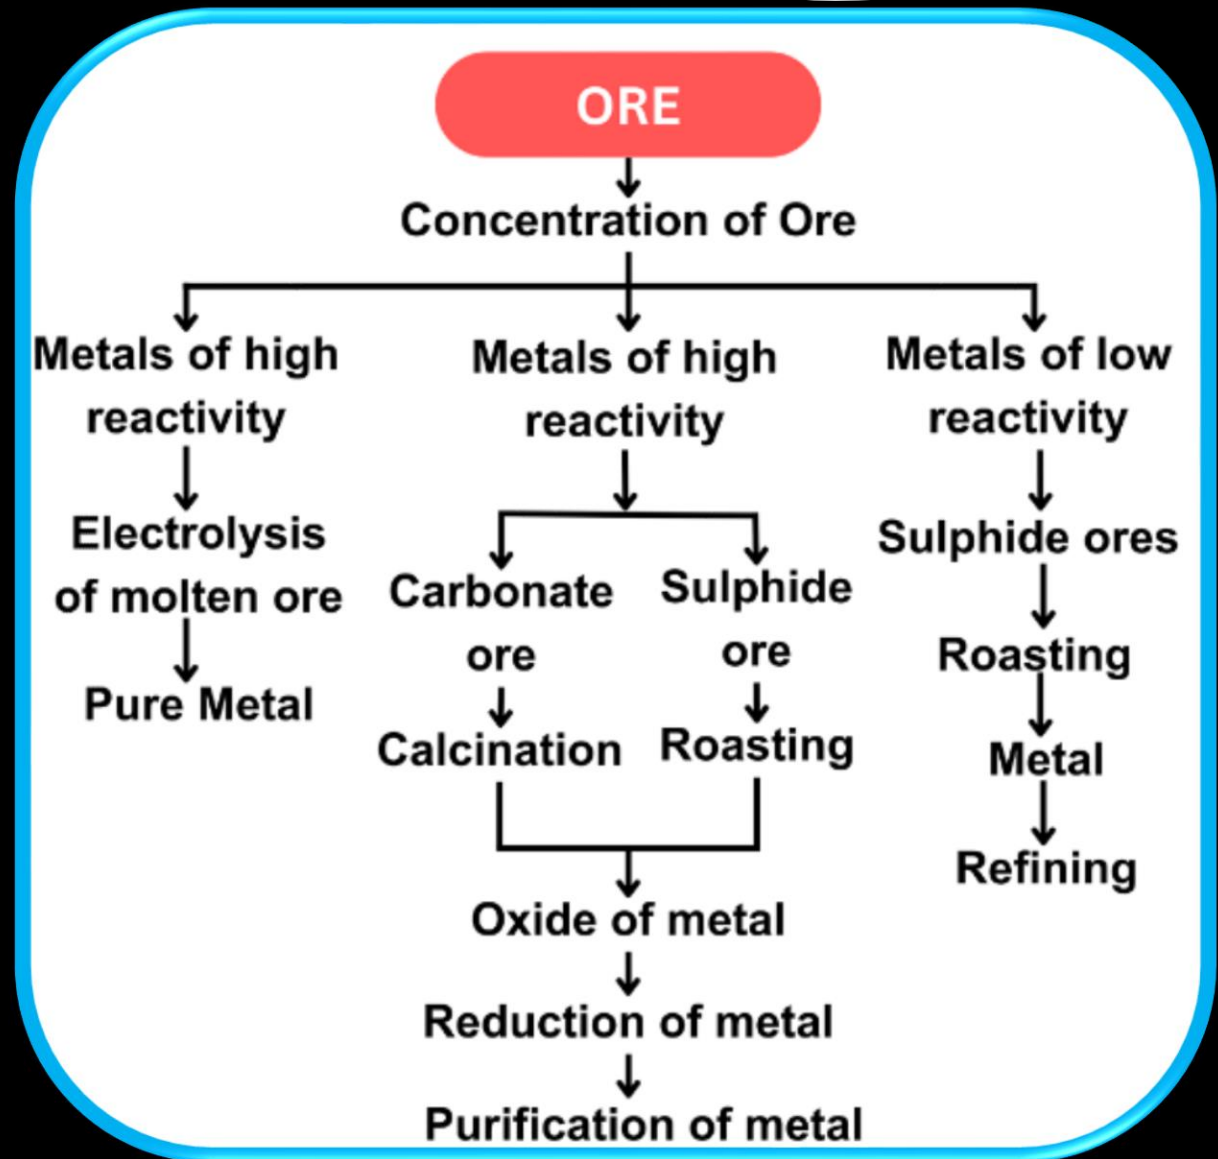 ORE
Concentration of Ore
Metals of high
reactivity
Electrolysis
of molten ore
Pure Metal
Metals of high
reactivity
Carbonate
ore
Calcination
Sulphide
ore
Roasting
Oxide of metal
Reduction of metal
Purification of metal
Metals of low
reactivity
Sulphide ores
Roasting
Metal
Refining